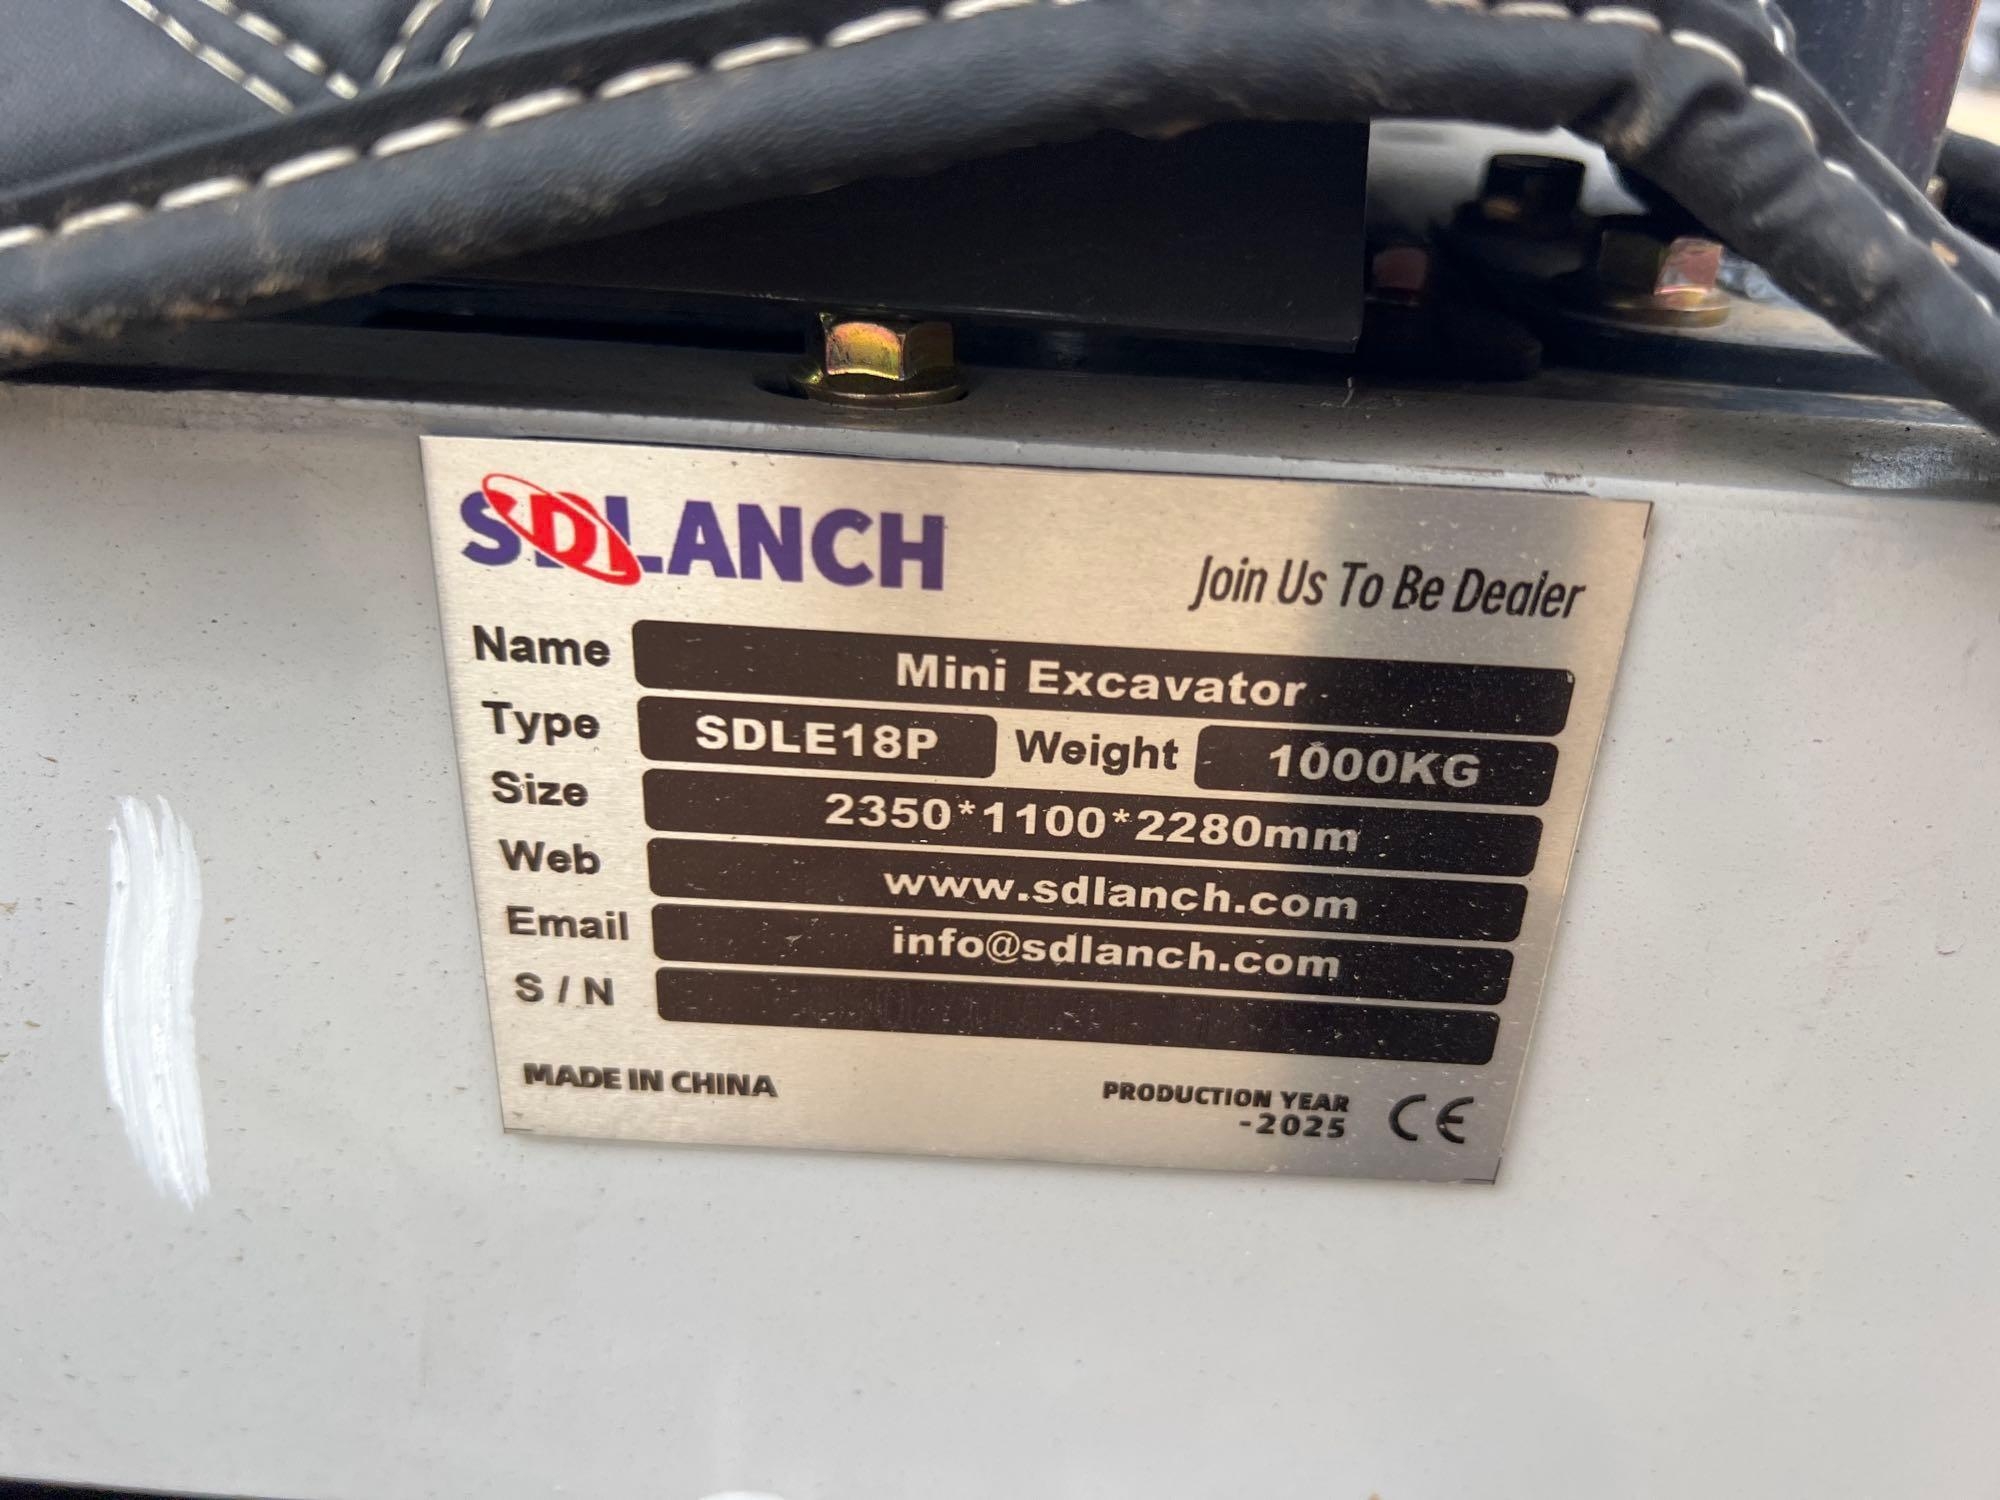 SDLANCH
Join Us To Be Dealer
Name Mini Excavator
Type SDLE18P Weight 1000KG
Size 2350*1100*2280mm
Web www.sdlanch.com
Email info@sdlanch.com
S / N
MADE IN CHINA
PRODUCTION YEAR
-2025
CE